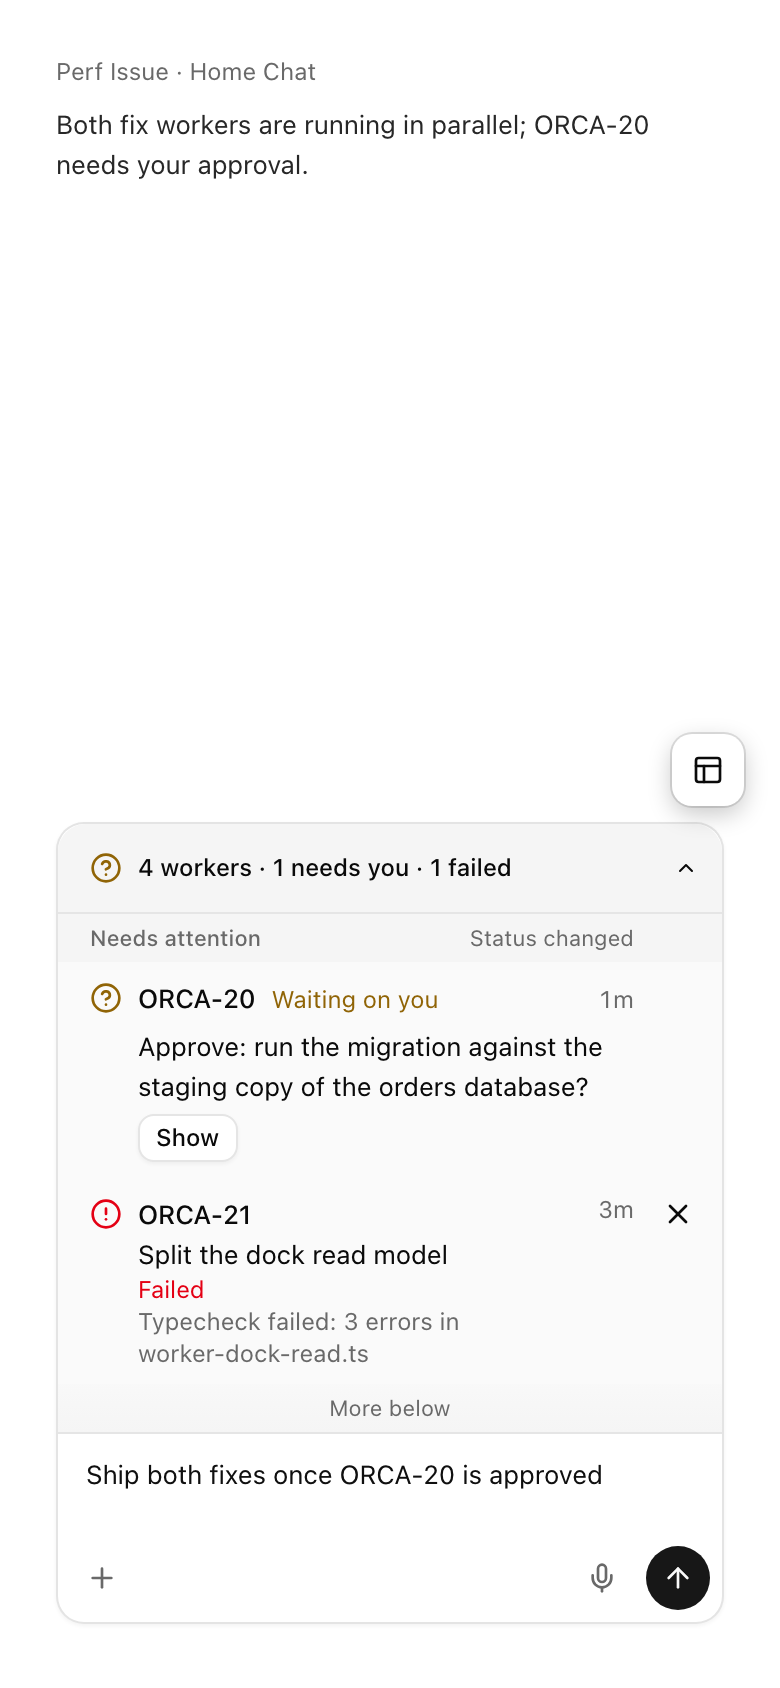 Perf Issue · Home Chat
Both fix workers are running in parallel; ORCA-20
needs your approval.
4 workers · 1 needs you · 1 failed
Needs attention Status changed
ORCA-20 Waiting on you 1m
Approve: run the migration against the
staging copy of the orders database?
Show
ORCA-21 3m
Split the dock read model
Failed
Typecheck failed: 3 errors in
worker-dock-read.ts
More below
Ship both fixes once ORCA-20 is approved